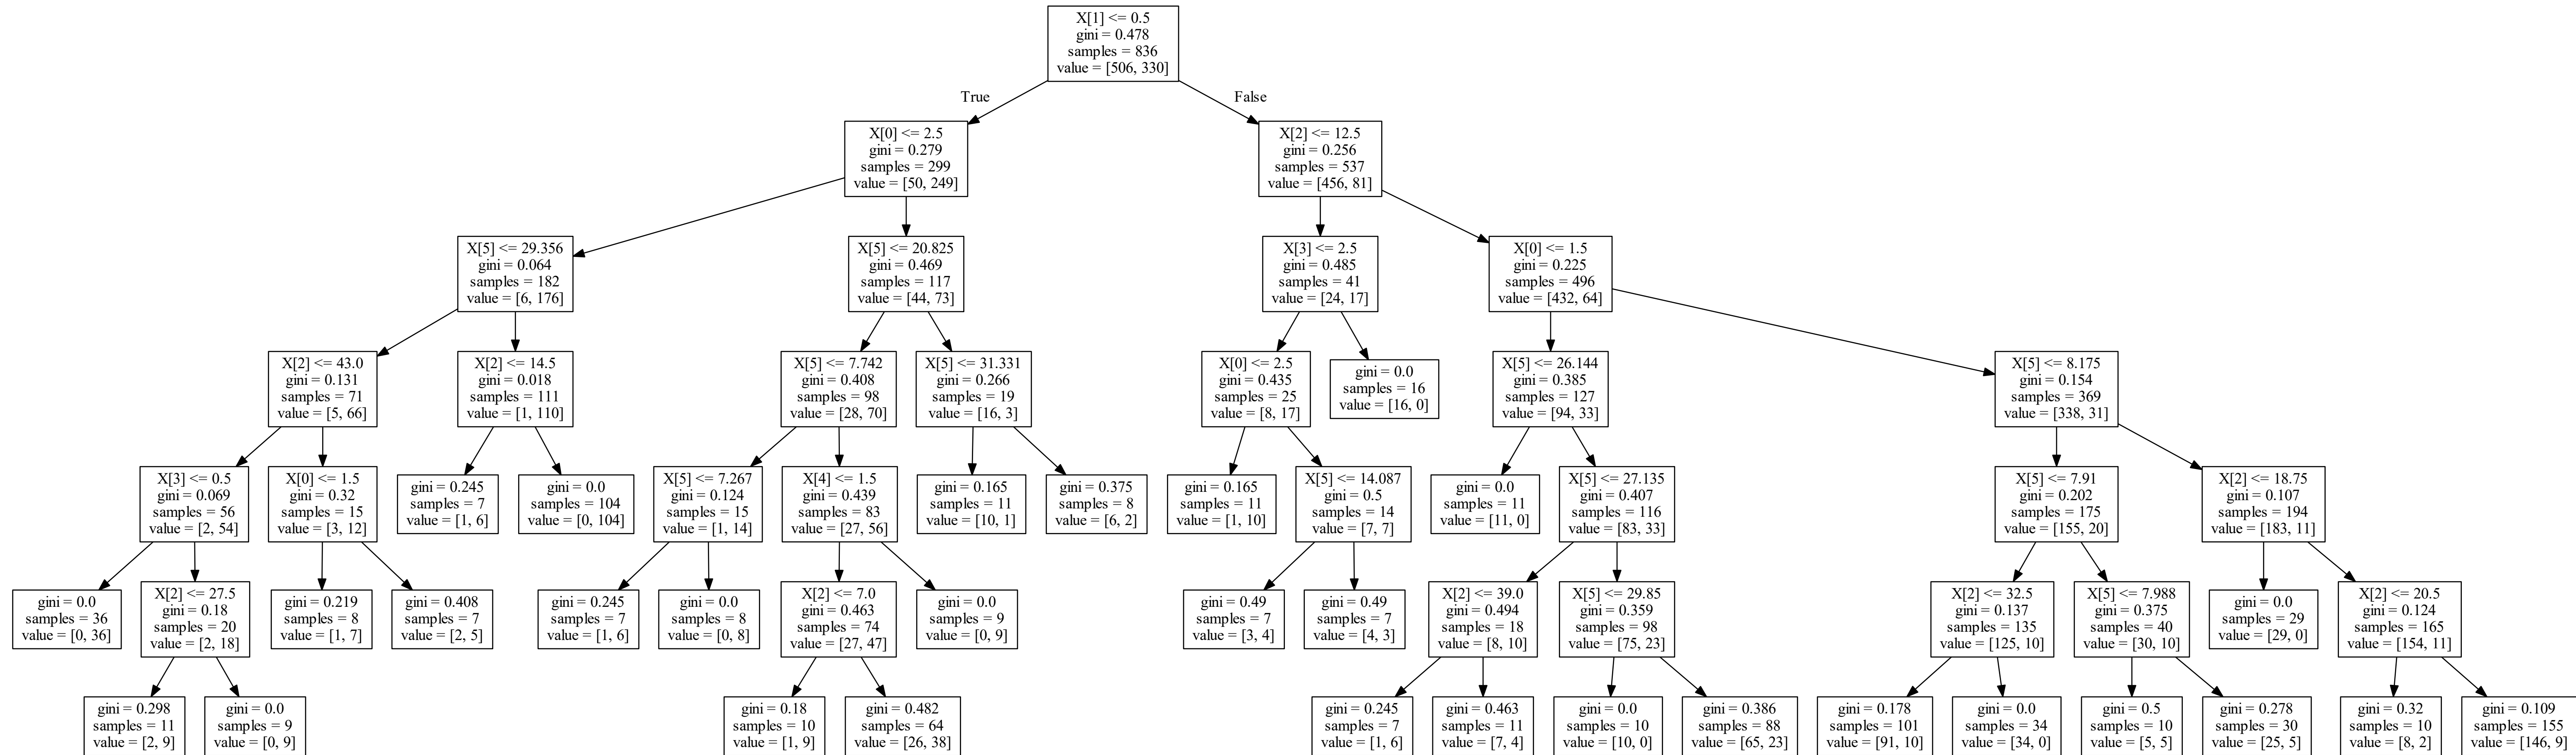 X[1] <= 0.5
gini = 0.478
samples = 836
value = [506, 330]
True
False
X[0] <= 2.5
gini = 0.279
samples = 299
value = [50, 249]
X[2] <= 12.5
gini = 0.256
samples = 537
value = [456, 81]
X[5] <= 29.356
gini = 0.064
samples = 182
value = [6, 176]
X[5] <= 20.825
gini = 0.469
samples = 117
value = [44, 73]
X[3] <= 2.5
gini = 0.485
samples = 41
value = [24, 17]
X[0] <= 1.5
gini = 0.225
samples = 496
value = [432, 64]
X[2] <= 43.0
gini = 0.131
samples = 71
value = [5, 66]
X[2] <= 14.5
gini = 0.018
samples = 111
value = [1, 110]
X[5] <= 7.742
gini = 0.408
samples = 98
value = [28, 70]
X[5] <= 31.331
gini = 0.266
samples = 19
value = [16, 3]
X[0] <= 2.5
gini = 0.435
samples = 25
value = [8, 17]
gini = 0.0
samples = 16
value = [16, 0]
X[5] <= 26.144
gini = 0.385
samples = 127
value = [94, 33]
X[5] <= 8.175
gini = 0.154
samples = 369
value = [338, 31]
X[3] <= 0.5
gini = 0.069
samples = 56
value = [2, 54]
X[0] <= 1.5
gini = 0.32
samples = 15
value = [3, 12]
gini = 0.245
samples = 7
value = [1, 6]
gini = 0.0
samples = 104
value = [0, 104]
X[5] <= 7.267
gini = 0.124
samples = 15
value = [1, 14]
X[4] <= 1.5
gini = 0.439
samples = 83
value = [27, 56]
gini = 0.165
samples = 11
value = [10, 1]
gini = 0.375
samples = 8
value = [6, 2]
gini = 0.165
samples = 11
value = [1, 10]
X[5] <= 14.087
gini = 0.5
samples = 14
value = [7, 7]
gini = 0.0
samples = 11
value = [11, 0]
X[5] <= 27.135
gini = 0.407
samples = 116
value = [83, 33]
X[5] <= 7.91
gini = 0.202
samples = 175
value = [155, 20]
X[2] <= 18.75
gini = 0.107
samples = 194
value = [183, 11]
gini = 0.0
samples = 36
value = [0, 36]
X[2] <= 27.5
gini = 0.18
samples = 20
value = [2, 18]
gini = 0.219
samples = 8
value = [1, 7]
gini = 0.408
samples = 7
value = [2, 5]
gini = 0.245
samples = 7
value = [1, 6]
gini = 0.0
samples = 8
value = [0, 8]
X[2] <= 7.0
gini = 0.463
samples = 74
value = [27, 47]
gini = 0.0
samples = 9
value = [0, 9]
gini = 0.49
samples = 7
value = [3, 4]
gini = 0.49
samples = 7
value = [4, 3]
X[2] <= 39.0
gini = 0.494
samples = 18
value = [8, 10]
X[5] <= 29.85
gini = 0.359
samples = 98
value = [75, 23]
X[2] <= 32.5
gini = 0.137
samples = 135
value = [125, 10]
X[5] <= 7.988
gini = 0.375
samples = 40
value = [30, 10]
gini = 0.0
samples = 29
value = [29, 0]
X[2] <= 20.5
gini = 0.124
samples = 165
value = [154, 11]
gini = 0.298
samples = 11
value = [2, 9]
gini = 0.0
samples = 9
value = [0, 9]
gini = 0.18
samples = 10
value = [1, 9]
gini = 0.482
samples = 64
value = [26, 38]
gini = 0.245
samples = 7
value = [1, 6]
gini = 0.463
samples = 11
value = [7, 4]
gini = 0.0
samples = 10
value = [10, 0]
gini = 0.386
samples = 88
value = [65, 23]
gini = 0.178
samples = 101
value = [91, 10]
gini = 0.0
samples = 34
value = [34, 0]
gini = 0.5
samples = 10
value = [5, 5]
gini = 0.278
samples = 30
value = [25, 5]
gini = 0.32
samples = 10
value = [8, 2]
gini = 0.109
samples = 155
value = [146, 9]